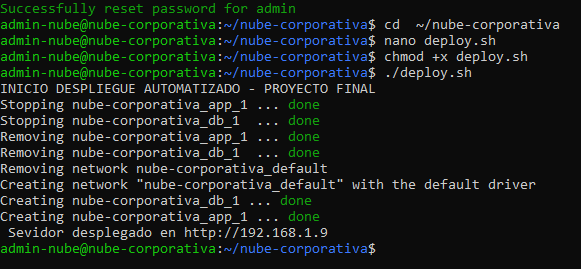 Successfully reset password for admin
admin-nube@nube-corporativa:~/nube-corporativa$ cd  ~/nube-corporativa
admin-nube@nube-corporativa:~/nube-corporativa$ nano deploy.sh
admin-nube@nube-corporativa:~/nube-corporativa$ chmod +x deploy.sh
admin-nube@nube-corporativa:~/nube-corporativa$ ./deploy.sh
INICIO DESPLIEGUE AUTOMATIZADO - PROYECTO FINAL
Stopping nube-corporativa_app_1 ... done
Stopping nube-corporativa_db_1  ... done
Removing nube-corporativa_app_1 ... done
Removing nube-corporativa_db_1  ... done
Removing network nube-corporativa_default
Creating network "nube-corporativa_default" with the default driver
Creating nube-corporativa_db_1 ... done
Creating nube-corporativa_app_1 ... done
 Sevidor desplegado en http://192.168.1.9
admin-nube@nube-corporativa:~/nube-corporativa$